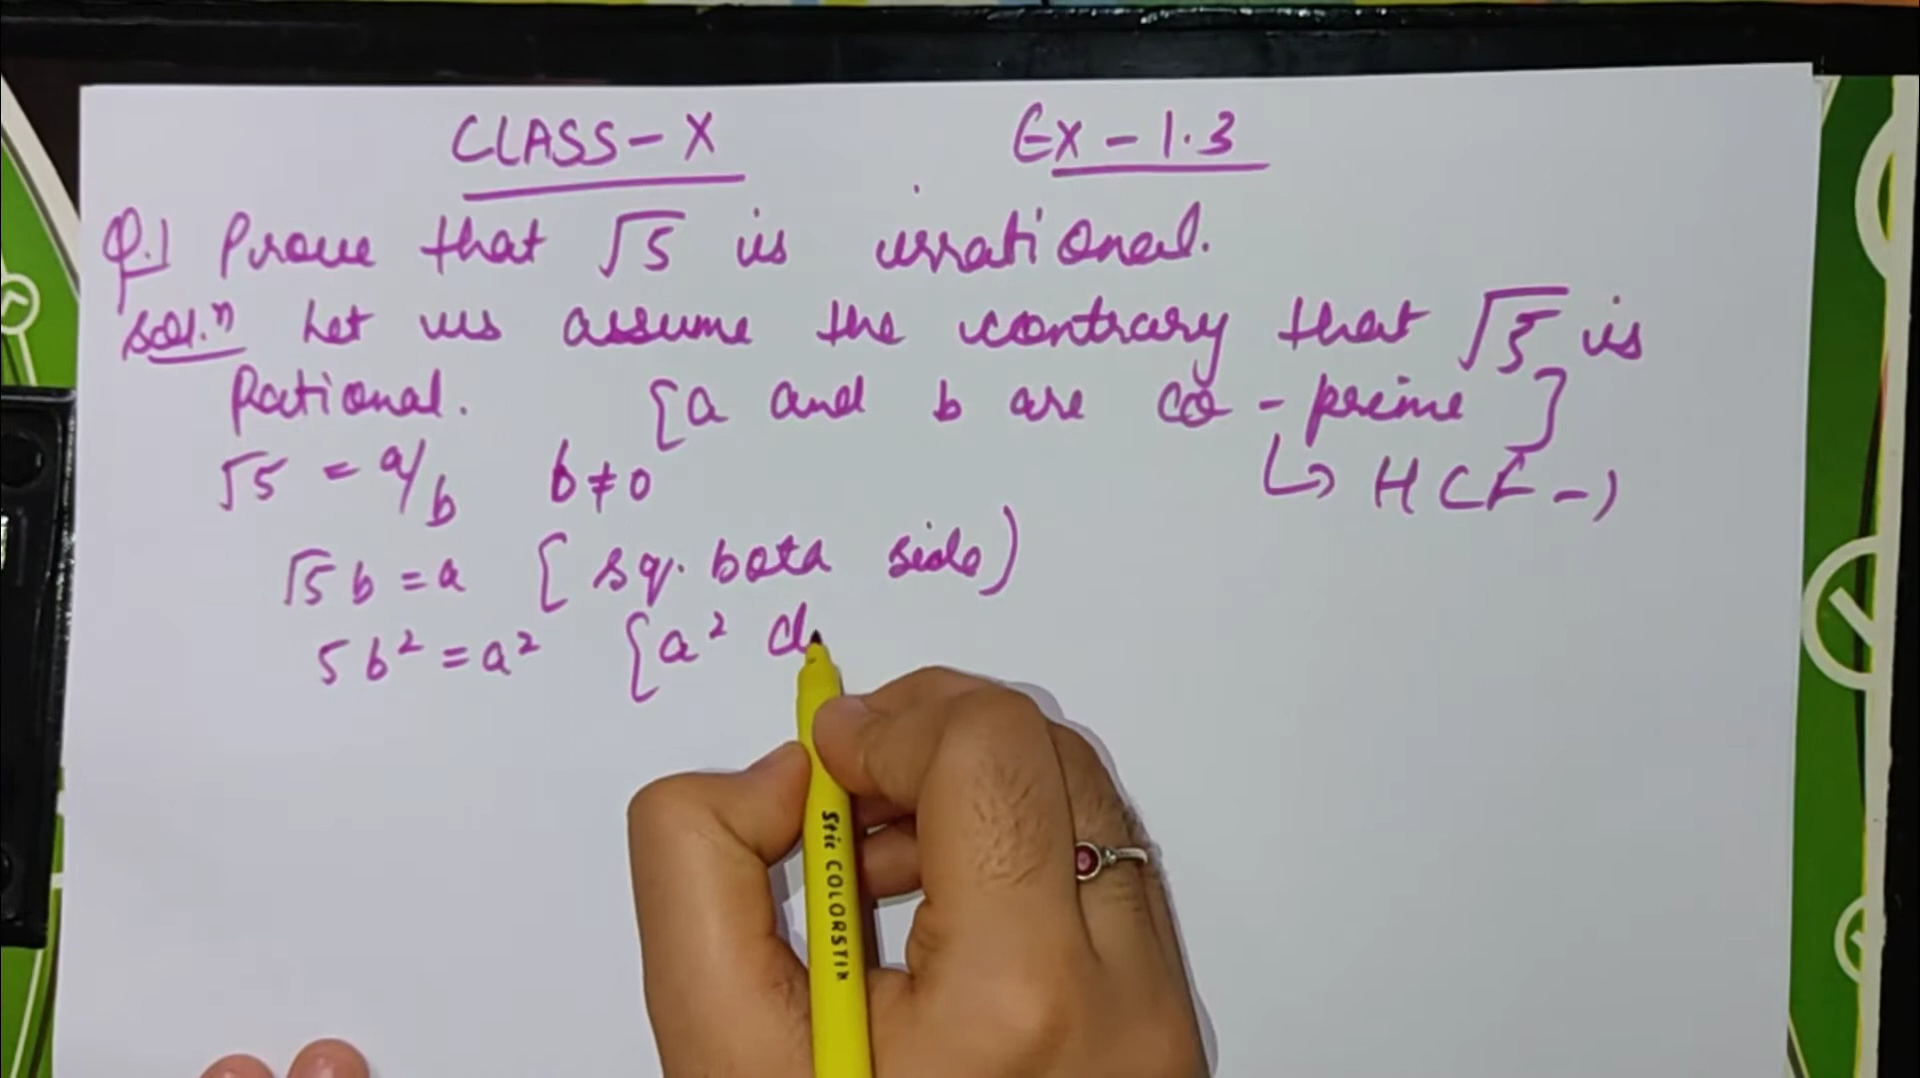 CLASS-X EX-1.3
Q.1 Prove that √5 is irrational.
Sol.ⁿ Let us assume the contrary that √5 is
Rational. [a and b are co-prime]
√5 = a/b b≠0 ↳ HCF-1
√5b=a [sq. both side)
5b²=a² [a² d
Stic COLORSTIX